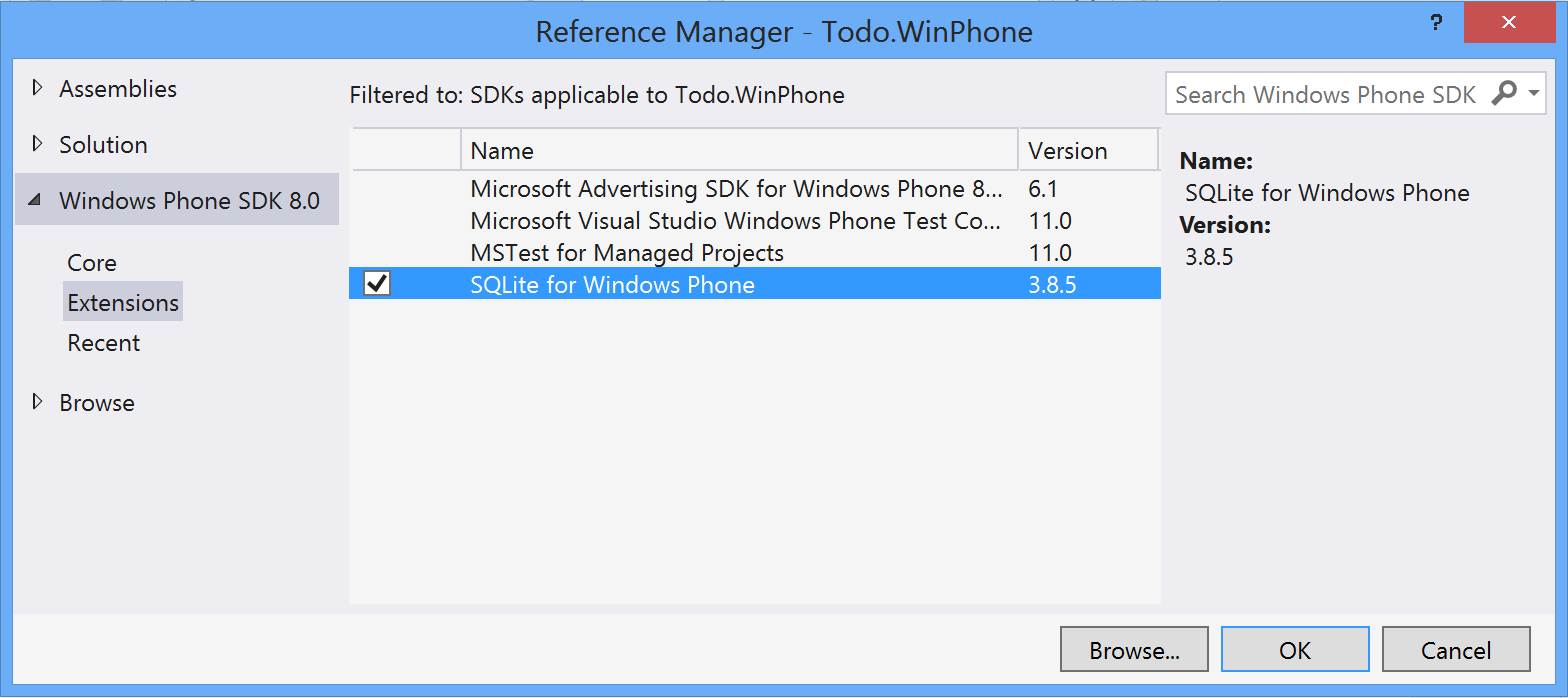 Reference Manager - Todo.WinPhone
?
Assemblies
Solution
Windows Phone SDK 8.0
Core
Extensions
Recent
Browse
Filtered to: SDKs applicable to Todo.WinPhone
Name Version
Microsoft Advertising SDK for Windows Phone 8... 6.1
Microsoft Visual Studio Windows Phone Test Co... 11.0
MSTest for Managed Projects 11.0
SQLite for Windows Phone 3.8.5
Search Windows Phone SDK
Name:
SQLite for Windows Phone
Version:
3.8.5
Browse... OK Cancel